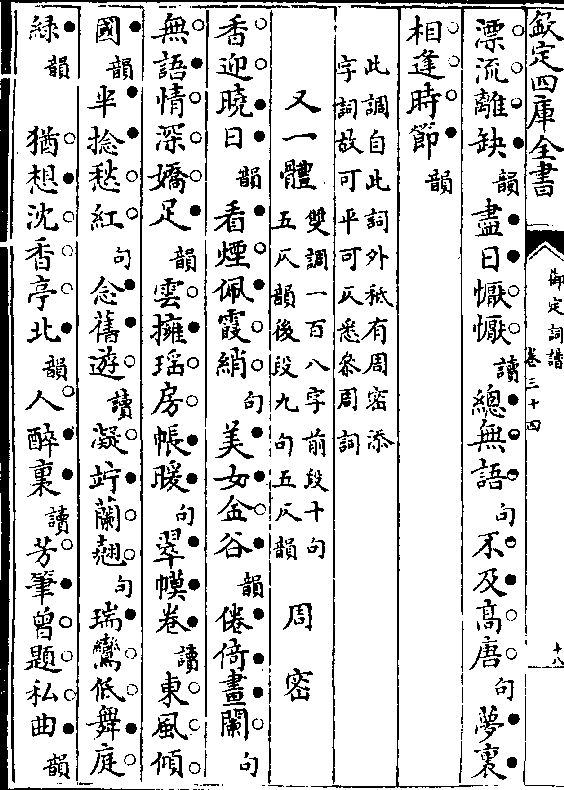 欽定四庫全書
御定詞譜
卷三十四
十八
漂流離缺韻盡日懨懨讀總無語句不及高唐句夢裏
相逢時節韻
此調自此詞外秪有周密添
字詞故可平可仄悉參周詞
又一體
雙調一百八字前段十句
五仄韻後段九句五仄韻
周密
香迎曉日韻看煙佩霞綃句美女金谷韻倦倚畫闌句
無語情深嬌足韻雲擁瑶房帳暖句翠幙卷讀東風傾
國韻半捻愁紅句念舊遊讀凝竚蘭翹句瑞鸞低舞庭
緑韻猶想沈香亭北韻人醉裏讀芳筆曾題私曲韻